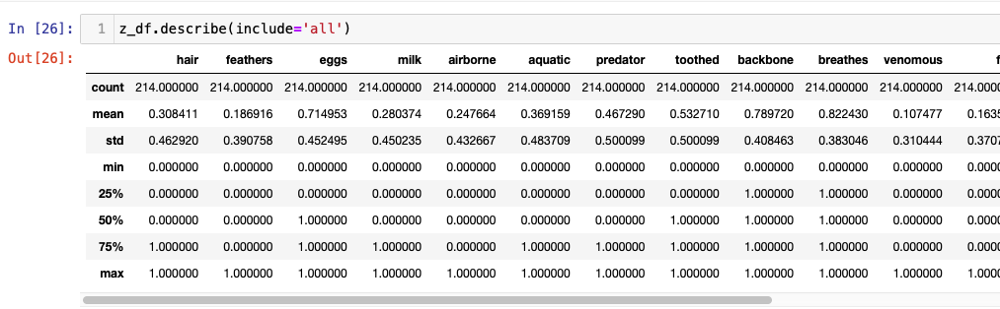 In [26]: 1 z_df.describe(include='all')
Out[26]:
hair feathers eggs milk airborne aquatic predator toothed backbone breathes venomous f
count 214.000000 214.000000 214.000000 214.000000 214.000000 214.000000 214.000000 214.000000 214.000000 214.000000 214.000000 214.0000
mean 0.308411 0.186916 0.714953 0.280374 0.247664 0.369159 0.467290 0.532710 0.789720 0.822430 0.107477 0.1635
std 0.462920 0.390758 0.452495 0.450235 0.432667 0.483709 0.500099 0.500099 0.408463 0.383046 0.310444 0.3707
min 0.000000 0.000000 0.000000 0.000000 0.000000 0.000000 0.000000 0.000000 0.000000 0.000000 0.000000 0.0000
25% 0.000000 0.000000 0.000000 0.000000 0.000000 0.000000 0.000000 0.000000 1.000000 1.000000 0.000000 0.0000
50% 0.000000 0.000000 1.000000 0.000000 0.000000 0.000000 0.000000 1.000000 1.000000 1.000000 0.000000 0.0000
75% 1.000000 0.000000 1.000000 1.000000 0.000000 1.000000 1.000000 1.000000 1.000000 1.000000 0.000000 0.0000
max 1.000000 1.000000 1.000000 1.000000 1.000000 1.000000 1.000000 1.000000 1.000000 1.000000 1.000000 1.0000